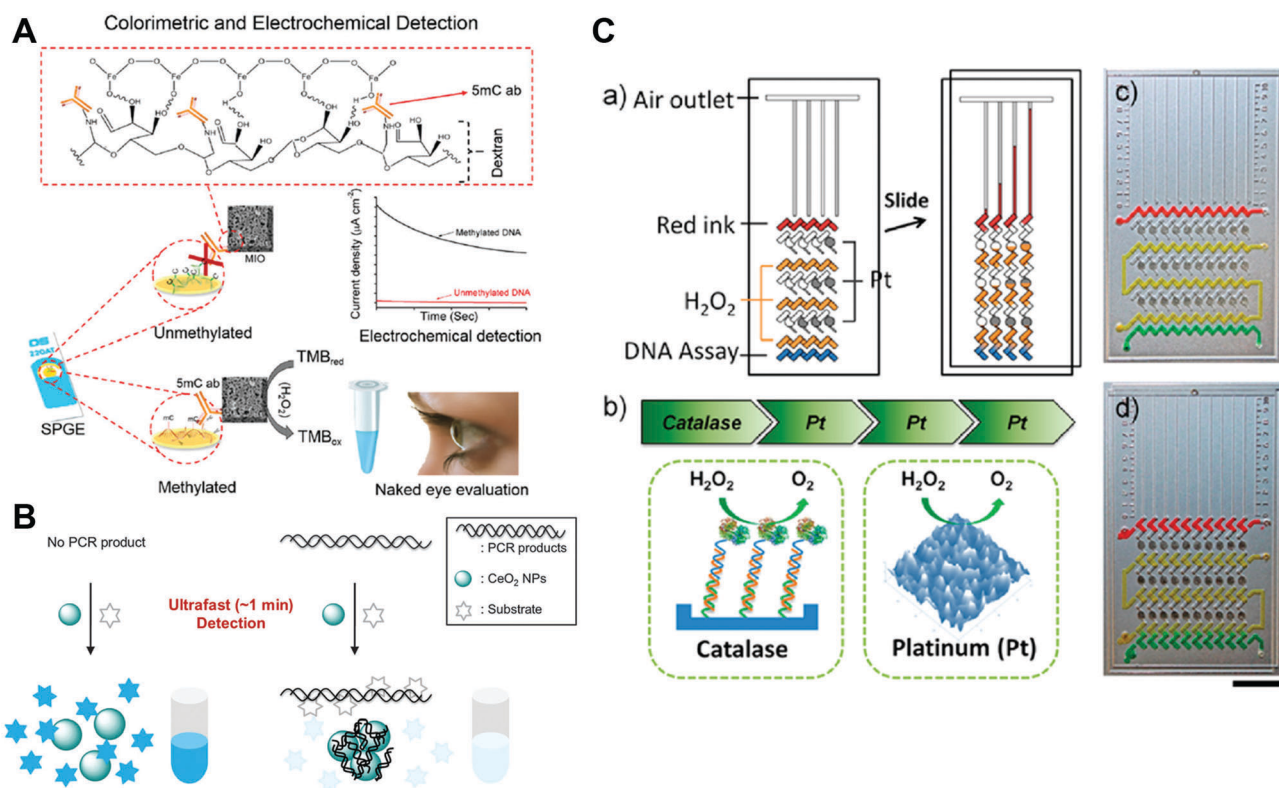 A
Colorimetric and Electrochemical Detection
5mC ab
Dextran
MIO
Unmethylated
Current density (μA cm⁻²)
Methylated DNA
Unmethylated DNA
Time (Sec)
Electrochemical detection
DS
220AT
SPGE
5mC ab
TMBred
(H₂O₂)
TMBox
Methylated
Naked eye evaluation
B
No PCR product
Ultrafast (~1 min)
Detection
: PCR products
: CeO₂ NPs
: Substrate
C
a)
Air outlet
Red ink
Pt
H₂O₂
DNA Assay
Slide
b)
Catalase Pt Pt Pt
H₂O₂ O₂
Catalase
H₂O₂ O₂
Platinum (Pt)
c)
d)